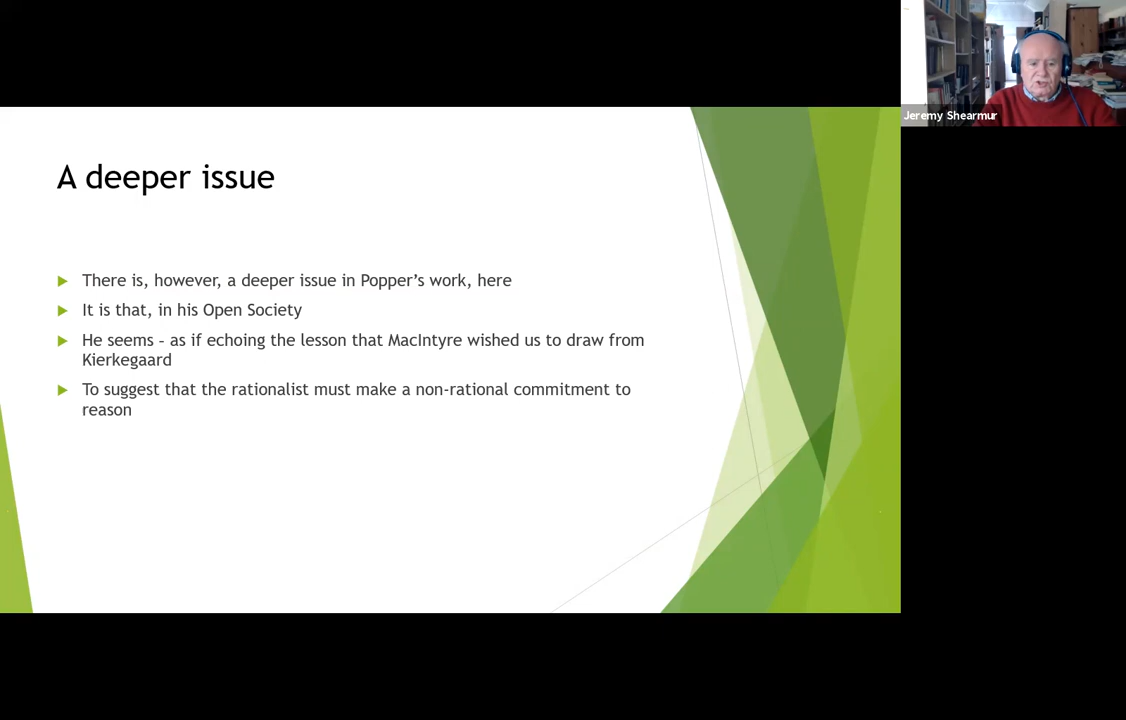 Jeremy Shearmur
A deeper issue
There is, however, a deeper issue in Popper’s work, here
It is that, in his Open Society
He seems – as if echoing the lesson that MacIntyre wished us to draw from
Kierkegaard
To suggest that the rationalist must make a non-rational commitment to
reason